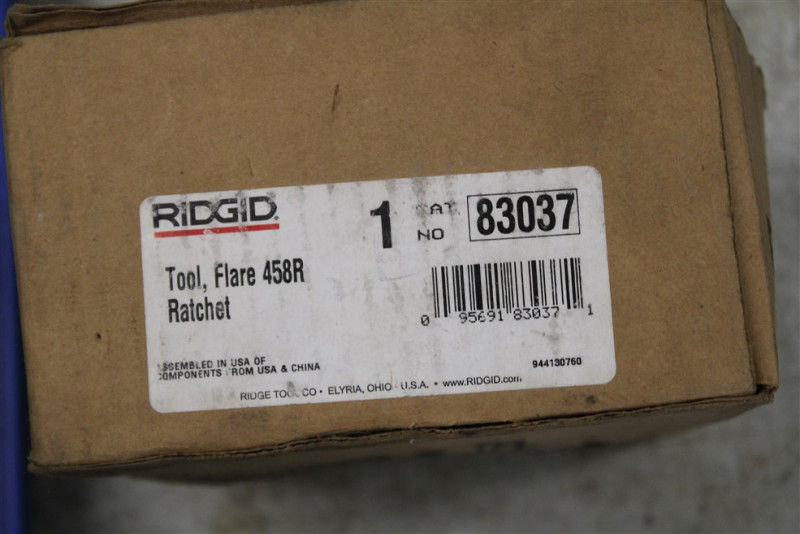 RIDGID
1 CAT. 83037
NO
Tool, Flare 458R
Ratchet
0 95691 83037 1
ASSEMBLED IN USA OF
COMPONENTS FROM USA & CHINA
944130760
RIDGE TOOL CO • ELYRIA, OHIO U.S.A. • www.RIDGID.com